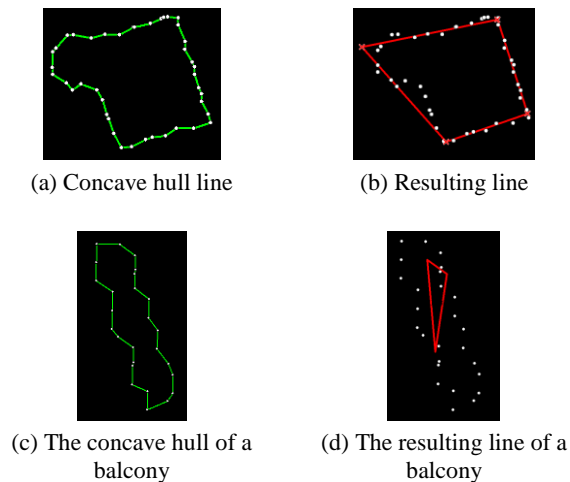 (a) Concave hull line
(b) Resulting line
(c) The concave hull of a
balcony
(d) The resulting line of a
balcony